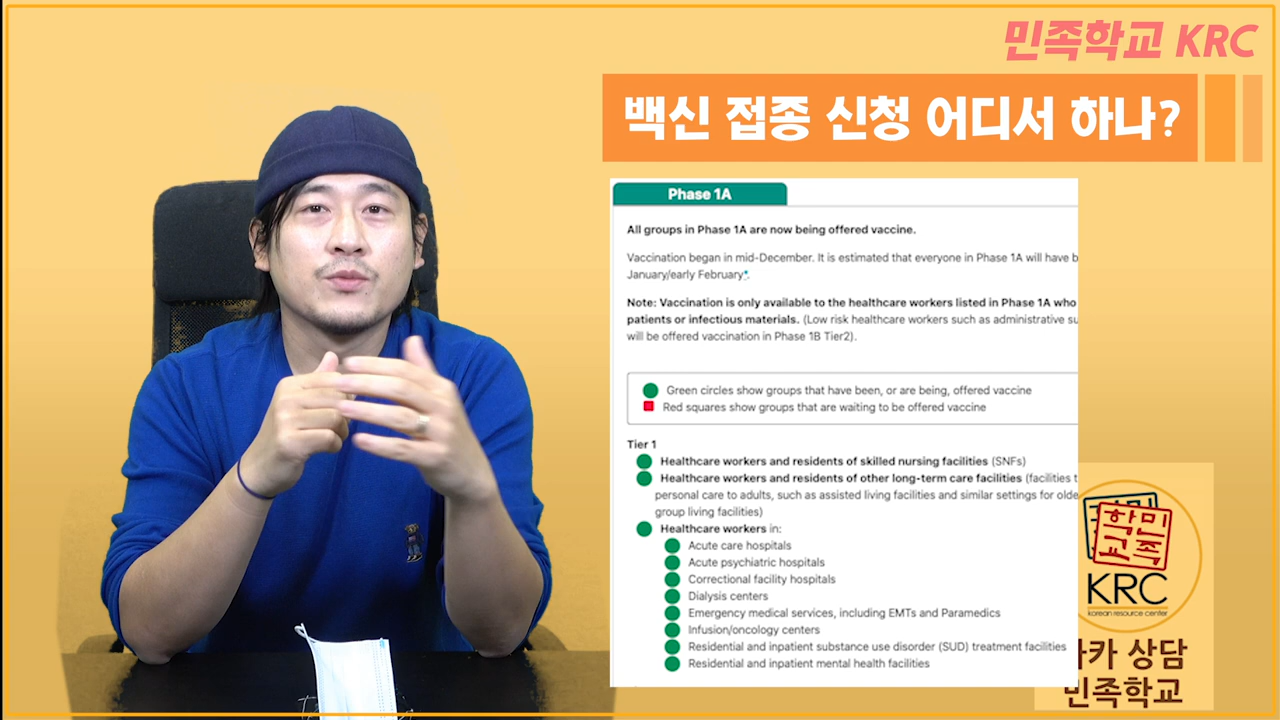 민족학교 KRC
백신 접종 신청 어디서 하나?
Phase 1A
All groups in Phase 1A are now being offered vaccine.
Vaccination began in mid-December. It is estimated that everyone in Phase 1A will have
January/early February*.
Note: Vaccination is only available to the healthcare workers listed in Phase 1A who
patients or infectious materials. (Low risk healthcare workers such as administrative
will be offered vaccination in Phase 1B Tier2).
Green circles show groups that have been, or are being, offered vaccine
Red squares show groups that are waiting to be offered vaccine
Tier 1
Healthcare workers and residents of skilled nursing facilities (SNFs)
Healthcare workers and residents of other long-term care facilities (facilities
personal care to adults, such as assisted living facilities and similar settings for
group living facilities)
Healthcare workers in:
Acute care hospitals
Acute psychiatric hospitals
Correctional facility hospitals
Dialysis centers
Emergency medical services, including EMTs and Paramedics
Infusion/oncology centers
Residential and inpatient substance use disorder (SUD) treatment facilities
Residential and inpatient mental health facilities
학민
교족
KRC
korean resource center
상담
민족학교